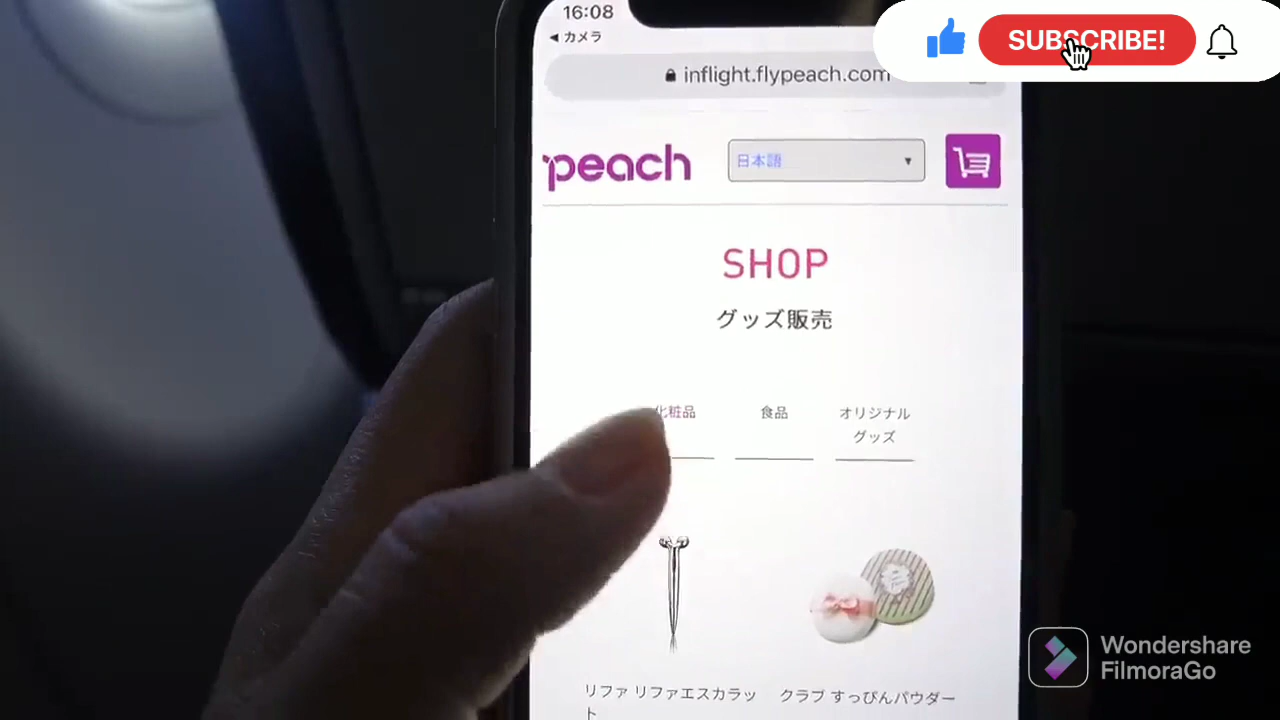 16:08
◀ カメラ
SUBSCRIBE!
inflight.flypeach.com
peach
日本語
SHOP
グッズ販売
化粧品
食品
オリジナル
グッズ
リファ リファエスカラット
クラブ すっぴんパウダー
Wondershare
FilmoraGo